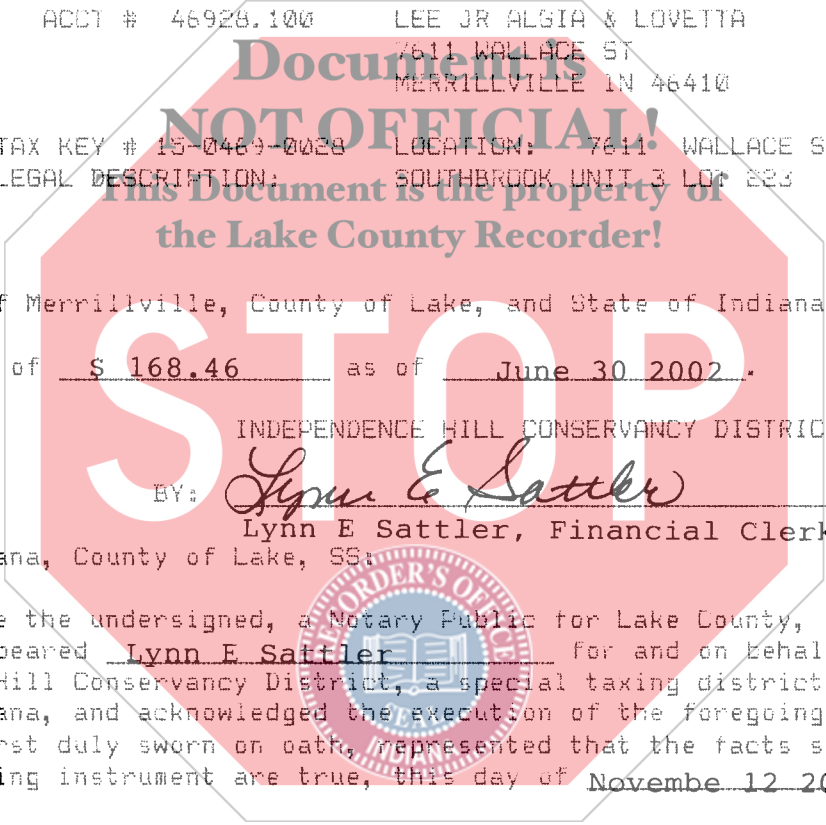 ACCT # 46928.100 LEE JR ALGIA & LOVETTA
7611 WALLACE ST
Document is
MERRILLVILLE IN 46410
NOT OFFICIAL!
TAX KEY # 15-0469-0028 LOCATION: 7611 WALLACE S
LEGAL DESCRIPTION: SOUTHBROOK UNIT 3 LOT 223
This Document is the property of
the Lake County Recorder!
f Merrillville, County of Lake, and State of Indiana
STOP
of $ 168.46 as of June 30 2002.
INDEPENDENCE HILL CONSERVANCY DISTRIC
BY: Lynn E Sattler
Lynn E Sattler, Financial Clerk
ana, County of Lake, SS:
e the undersigned, a Notary Public for Lake County,
peared Lynn E Sattler for and on behal
Hill Conservancy District, a special taxing district
ana, and acknowledged the execution of the foregoing
rst duly sworn on oath, represented that the facts s
ing instrument are true, this day of Novembe 12 20
RECORDER'S OFFICE
SEAL
INDIANA